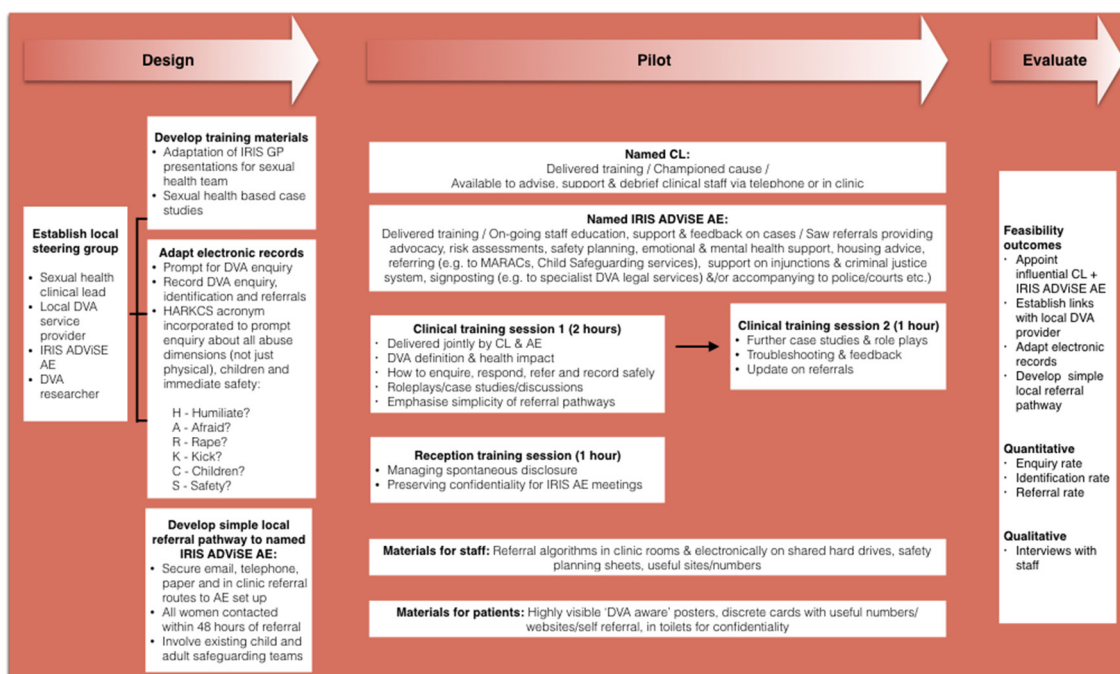 Design
Pilot
Evaluate
Establish local
steering group
• Sexual health
clinical lead
• Local DVA
service
provider
• IRIS ADViSE
AE
• DVA
researcher
Develop training materials
• Adaptation of IRIS GP
presentations for sexual
health team
• Sexual health based case
studies
Adapt electronic records
• Prompt for DVA enquiry
• Record DVA enquiry,
identification and referrals
• HARKCS acronym
incorporated to prompt
enquiry about all abuse
dimensions (not just
physical), children and
immediate safety:
H - Humiliate?
A - Afraid?
R - Rape?
K - Kick?
C - Children?
S - Safety?
Develop simple local
referral pathway to named
IRIS ADViSE AE:
• Secure email, telephone,
paper and in clinic referral
routes to AE set up
• All women contacted
within 48 hours of referral
• Involve existing child and
adult safeguarding teams
Named CL:
Delivered training / Championed cause /
Available to advise, support & debrief clinical staff via telephone or in clinic
Named IRIS ADViSE AE:
Delivered training / On-going staff education, support & feedback on cases / Saw referrals providing
advocacy, risk assessments, safety planning, emotional & mental health support, housing advice,
referring (e.g. to MARACs, Child Safeguarding services), support on injunctions & criminal justice
system, signposting (e.g. to specialist DVA legal services) &/or accompanying to police/courts etc.)
Clinical training session 1 (2 hours)
• Delivered jointly by CL & AE
• DVA definition & health impact
• How to enquire, respond, refer and record safely
• Roleplays/case studies/discussions
• Emphasise simplicity of referral pathways
Clinical training session 2 (1 hour)
• Further case studies & role plays
• Troubleshooting & feedback
• Update on referrals
Reception training session (1 hour)
• Managing spontaneous disclosure
• Preserving confidentiality for IRIS AE meetings
Materials for staff: Referral algorithms in clinic rooms & electronically on shared hard drives, safety
planning sheets, useful sites/numbers
Materials for patients: Highly visible 'DVA aware' posters, discrete cards with useful numbers/
websites/self referral, in toilets for confidentiality
Feasibility
outcomes
· Appoint
influential CL +
IRIS ADViSE AE
· Establish links
with local DVA
provider
· Adapt electronic
records
· Develop simple
local referral
pathway
Quantitative
· Enquiry rate
· Identification rate
· Referral rate
Qualitative
· Interviews with
staff